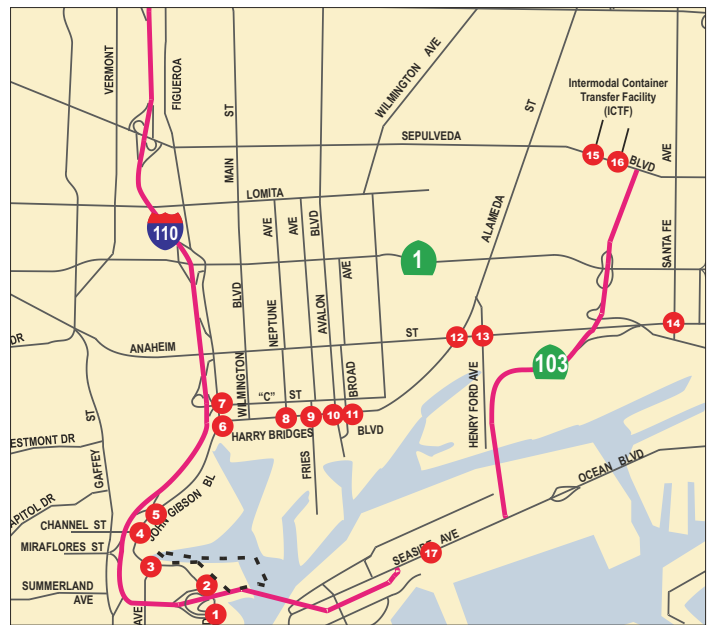 VERMONT
FIGUEROA
ST
MAIN
WILMINGTON AVE
ST
ALAMEDA
Intermodal Container
Transfer Facility
(ICTF)
SEPULVEDA
BLVD
15
16
AVE
SANTA FE
LOMITA
110
AVE
NEPTUNE
AVE
BLVD
AVALON
AVE
BROAD
1
BLVD
WILMINGTON
DR
ANAHEIM
ST
12
13
14
103
HENRY FORD AVE
7
"C" ST
6
8
9
10
11
HARRY BRIDGES
BLVD
FRIES
ST
GAFFEY
ESTMONT DR
APITOL DR
OCEAN BLVD
5
JOHN GIBSON BL
CHANNEL ST
4
MIRAFLORES ST
3
SEASIDE AVE
17
SUMMERLAND
AVE
2
1
AVE
D